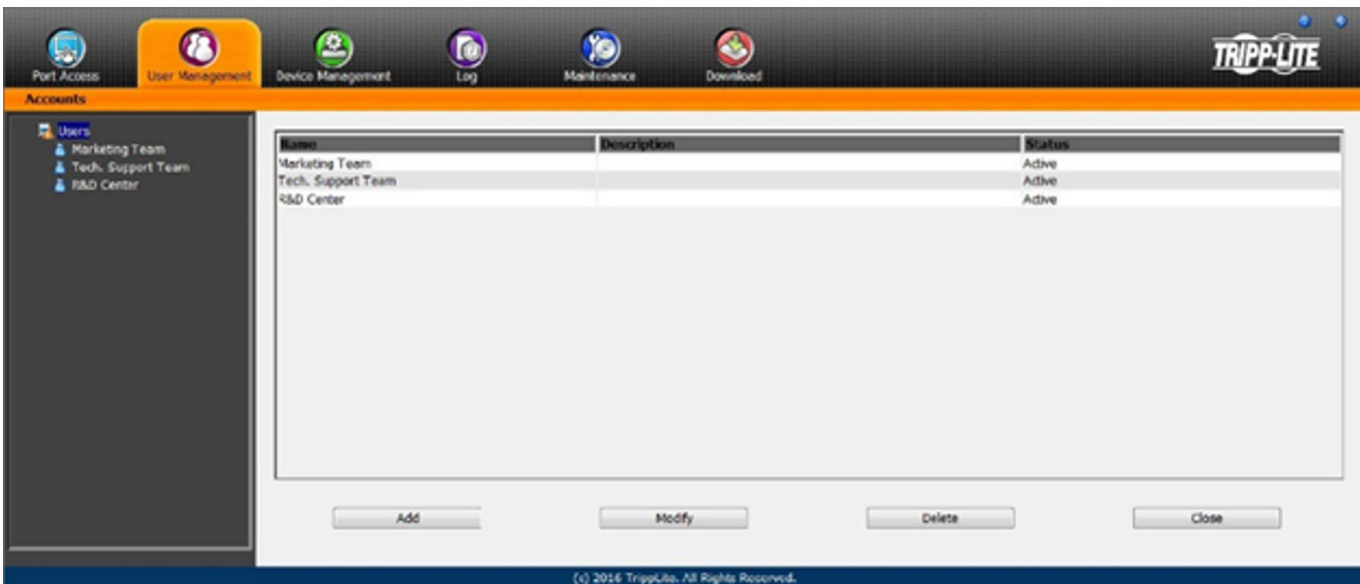 TRIPP-LITE
Port Access
User Management
Device Management
Log
Maintenance
Download
Accounts
Users
Marketing Team
Tech. Support Team
R&D Center
Name Description Status
Marketing Team Active
Tech. Support Team Active
R&D Center Active
Add Modify Delete Close
(c) 2016 TrippLite. All Rights Reserved.